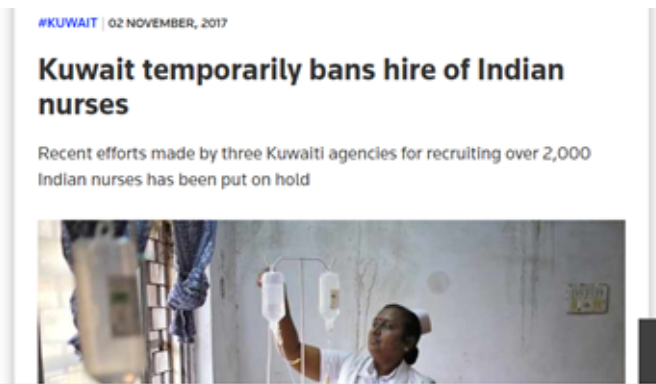 #KUWAIT | 02 NOVEMBER, 2017
Kuwait temporarily bans hire of Indian
nurses
Recent efforts made by three Kuwaiti agencies for recruiting over 2,000
Indian nurses has been put on hold